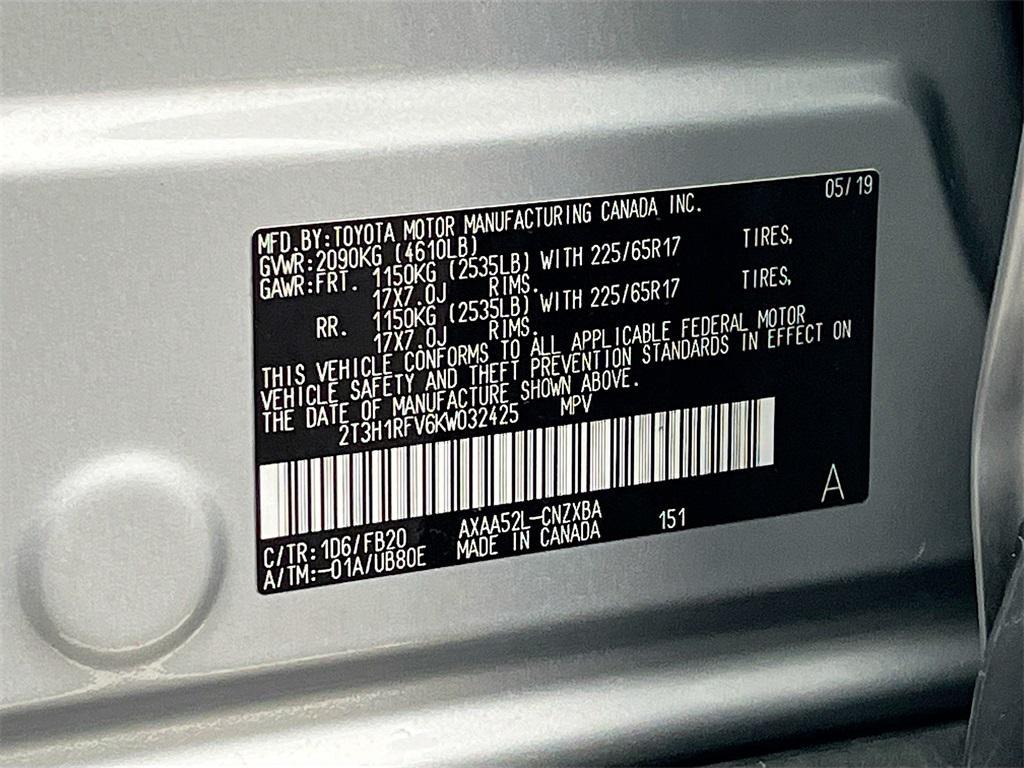 05/19
MFD.BY:TOYOTA MOTOR MANUFACTURING CANADA INC.
GVWR:2090KG (4610LB)
GAWR:FRT. 1150KG (2535LB) WITH 225/65R17 TIRES,
17X7.0J RIMS.
RR. 1150KG (2535LB) WITH 225/65R17 TIRES,
17X7.0J RIMS.
THIS VEHICLE CONFORMS TO ALL APPLICABLE FEDERAL MOTOR
VEHICLE SAFETY AND THEFT PREVENTION STANDARDS IN EFFECT ON
THE DATE OF MANUFACTURE SHOWN ABOVE.
2T3H1RFV6KW032425 MPV
A
C/TR:1D6/FB20 AXAA52L-CNZXBA 151
A/TM:-01A/UB80E MADE IN CANADA